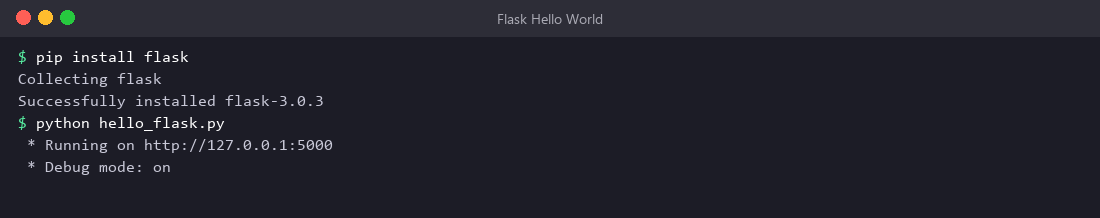 Flask Hello World
$ pip install flask
Collecting flask
Successfully installed flask-3.0.3
$ python hello_flask.py
 * Running on http://127.0.0.1:5000
 * Debug mode: on